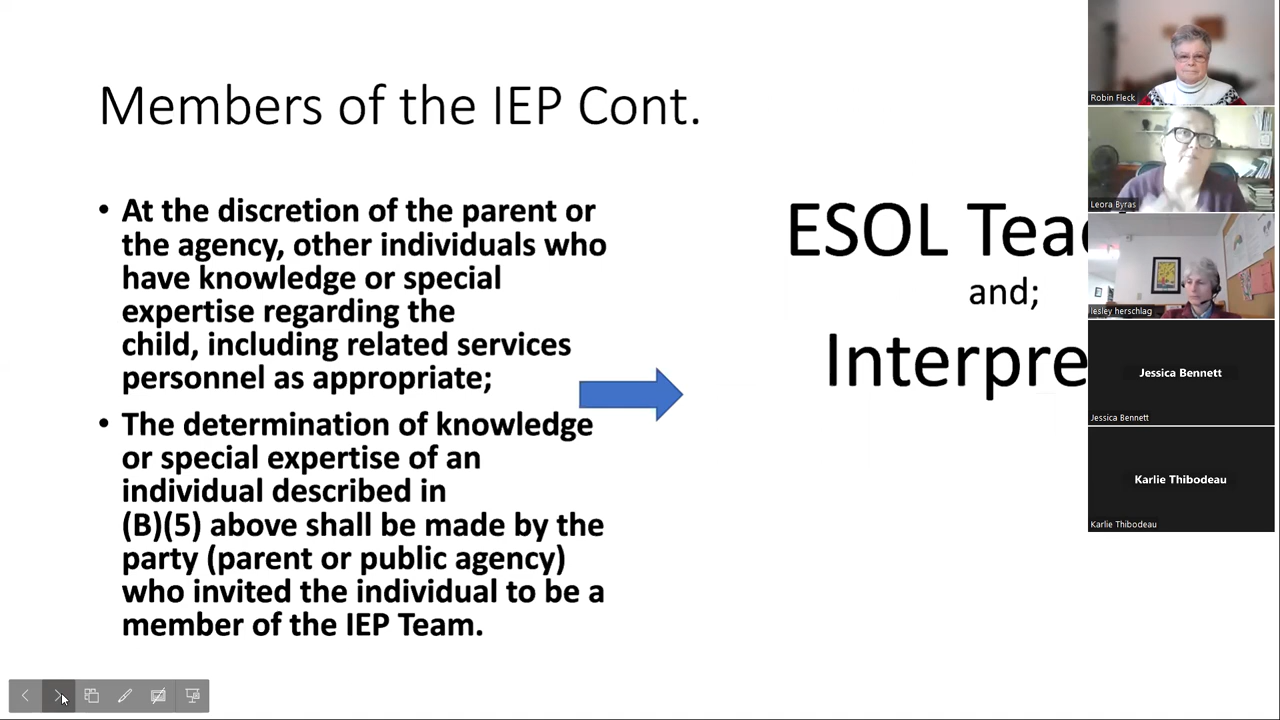 Members of the IEP Cont.
• At the discretion of the parent or
the agency, other individuals who
have knowledge or special
expertise regarding the
child, including related services
personnel as appropriate;
• The determination of knowledge
or special expertise of an
individual described in
(B)(5) above shall be made by the
party (parent or public agency)
who invited the individual to be a
member of the IEP Team.
ESOL
and;
Robin Fleck
Leora Byras
lesley herschlag
Jessica Bennett
Jessica Bennett
Karlie Thibodeau
Karlie Thibodeau